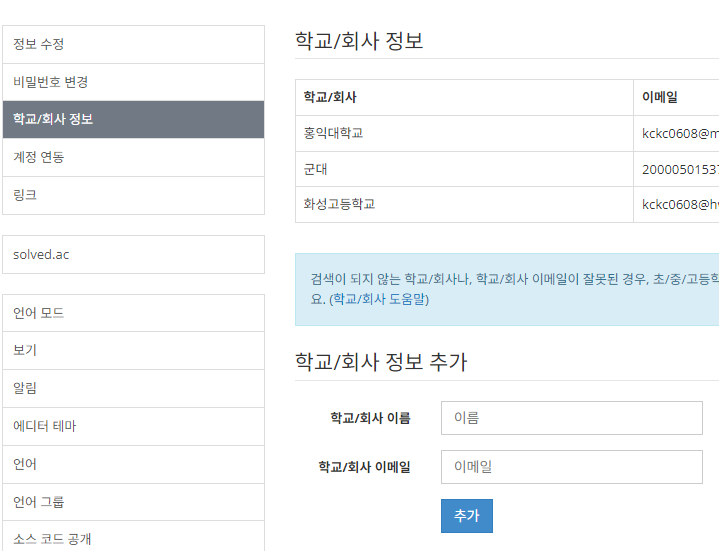 정보 수정
비밀번호 변경
학교/회사 정보
계정 연동
링크
solved.ac
언어 모드
보기
알림
에디터 테마
언어
언어 그룹
소스 코드 공개
학교/회사 정보
학교/회사 이메일
홍익대학교 kckc0608@m
군대 20000501537
화성고등학교 kckc0608@hv
검색이 되지 않는 학교/회사나, 학교/회사 이메일이 잘못된 경우, 초/중/고등학
요. (학교/회사 도움말)
학교/회사 정보 추가
학교/회사 이름 이름
학교/회사 이메일 이메일
추가